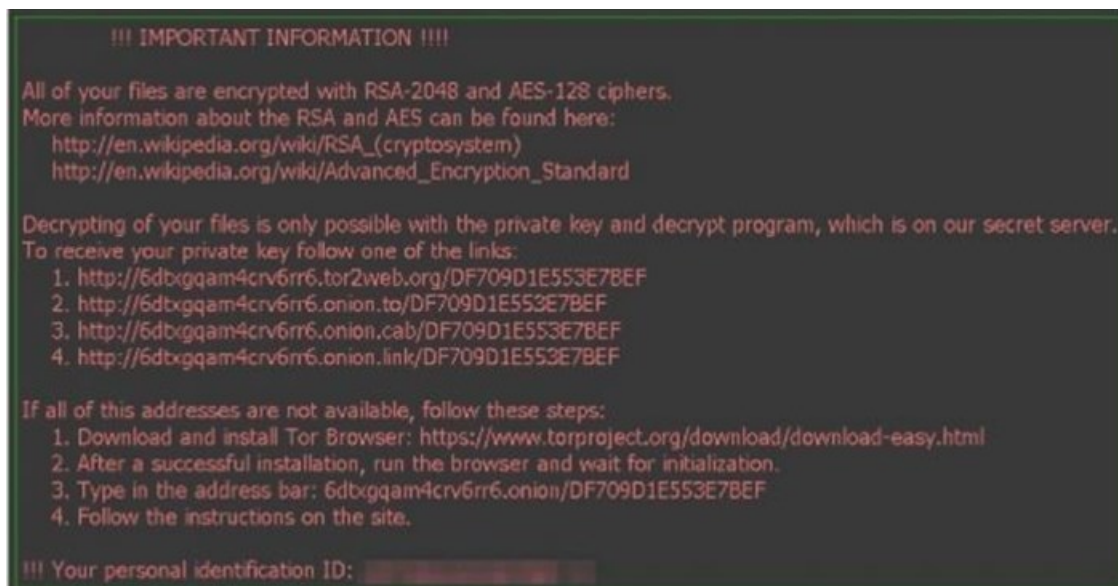 !!! IMPORTANT INFORMATION !!!!
All of your files are encrypted with RSA-2048 and AES-128 ciphers.
More information about the RSA and AES can be found here:
http://en.wikipedia.org/wiki/RSA_(cryptosystem)
http://en.wikipedia.org/wiki/Advanced_Encryption_Standard
Decrypting of your files is only possible with the private key and decrypt program, which is on our secret server.
To receive your private key follow one of the links:
1. http://6dtxgqam4crv6rr6.tor2web.org/DF709D1E553E7BEF
2. http://6dtxgqam4crv6rr6.onion.to/DF709D1E553E7BEF
3. http://6dtxgqam4crv6rr6.onion.cab/DF709D1E553E7BEF
4. http://6dtxgqam4crv6rr6.onion.link/DF709D1E553E7BEF
If all of this addresses are not available, follow these steps:
1. Download and install Tor Browser: https://www.torproject.org/download/download-easy.html
2. After a successful installation, run the browser and wait for initialization.
3. Type in the address bar: 6dtxgqam4crv6rr6.onion/DF709D1E553E7BEF
4. Follow the instructions on the site.
!!! Your personal identification ID: